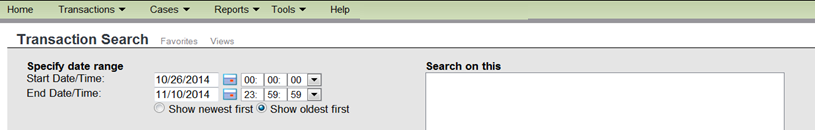 Home Transactions Cases Reports Tools Help
Transaction Search Favorites Views
Specify date range
Start Date/Time: 10/26/2014 00: 00: 00
End Date/Time: 11/10/2014 23: 59: 59
Show newest first Show oldest first
Search on this